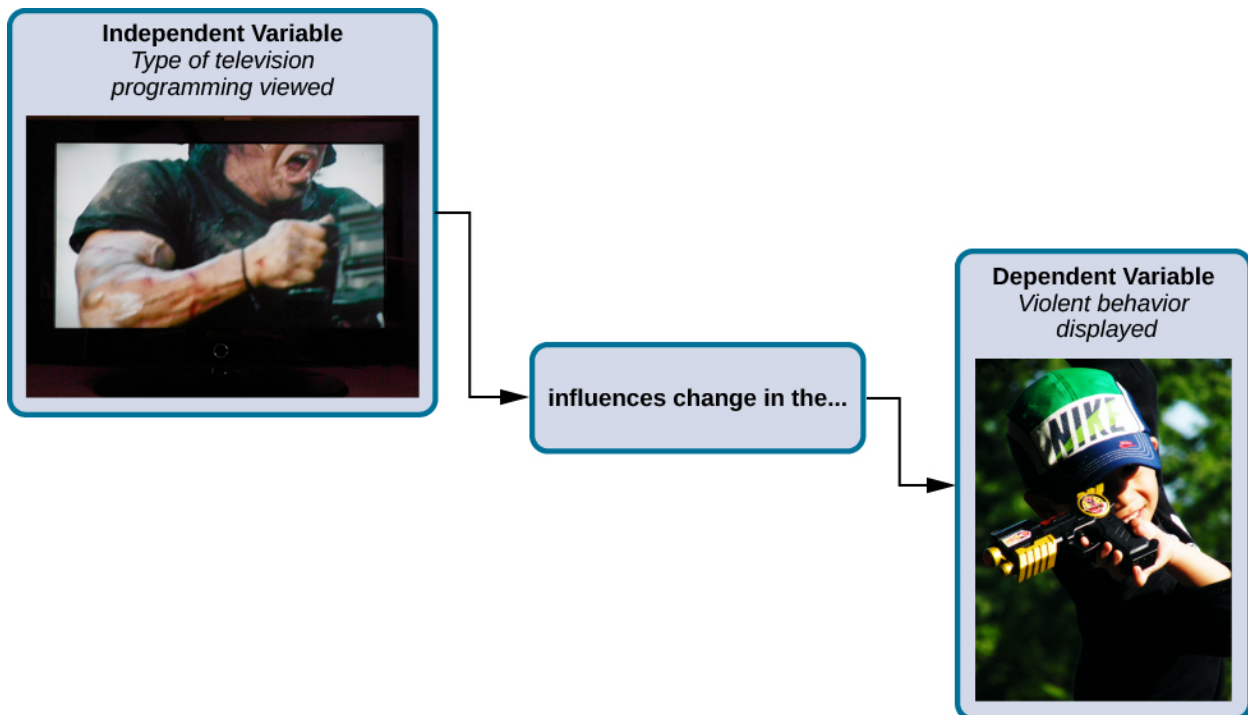 Independent Variable
Type of television
programming viewed
influences change in the...
Dependent Variable
Violent behavior
displayed
NIKE